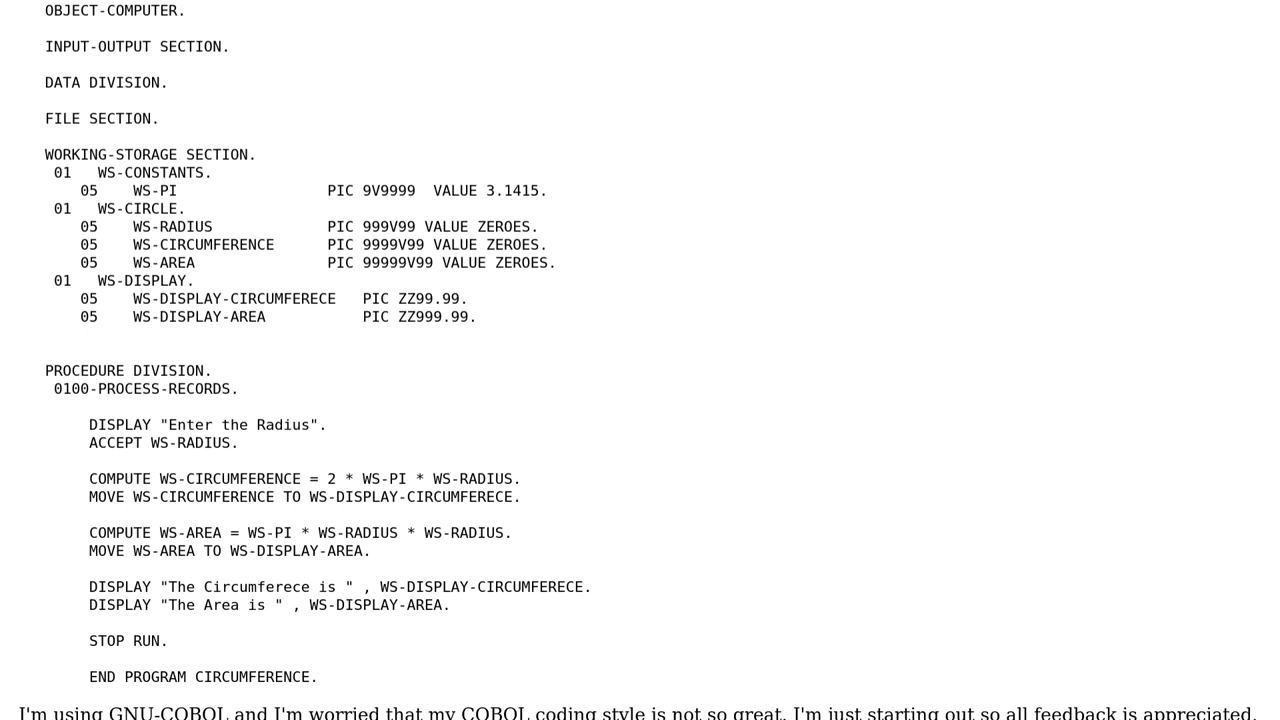 OBJECT-COMPUTER.
INPUT-OUTPUT SECTION.
DATA DIVISION.
FILE SECTION.
WORKING-STORAGE SECTION.
01 WS-CONSTANTS.
05 WS-PI PIC 9V9999 VALUE 3.1415.
01 WS-CIRCLE.
05 WS-RADIUS PIC 999V99 VALUE ZEROES.
05 WS-CIRCUMFERENCE PIC 9999V99 VALUE ZEROES.
05 WS-AREA PIC 99999V99 VALUE ZEROES.
01 WS-DISPLAY.
05 WS-DISPLAY-CIRCUMFERECE PIC ZZ99.99.
05 WS-DISPLAY-AREA PIC ZZ999.99.
PROCEDURE DIVISION.
0100-PROCESS-RECORDS.
DISPLAY "Enter the Radius".
ACCEPT WS-RADIUS.
COMPUTE WS-CIRCUMFERENCE = 2 * WS-PI * WS-RADIUS.
MOVE WS-CIRCUMFERENCE TO WS-DISPLAY-CIRCUMFERECE.
COMPUTE WS-AREA = WS-PI * WS-RADIUS * WS-RADIUS.
MOVE WS-AREA TO WS-DISPLAY-AREA.
DISPLAY "The Circumferece is " , WS-DISPLAY-CIRCUMFERECE.
DISPLAY "The Area is " , WS-DISPLAY-AREA.
STOP RUN.
END PROGRAM CIRCUMFERENCE.
I'm using GNU-COBOL and I'm worried that my COBOL coding style is not so great. I'm just starting out so all feedback is appreciated.